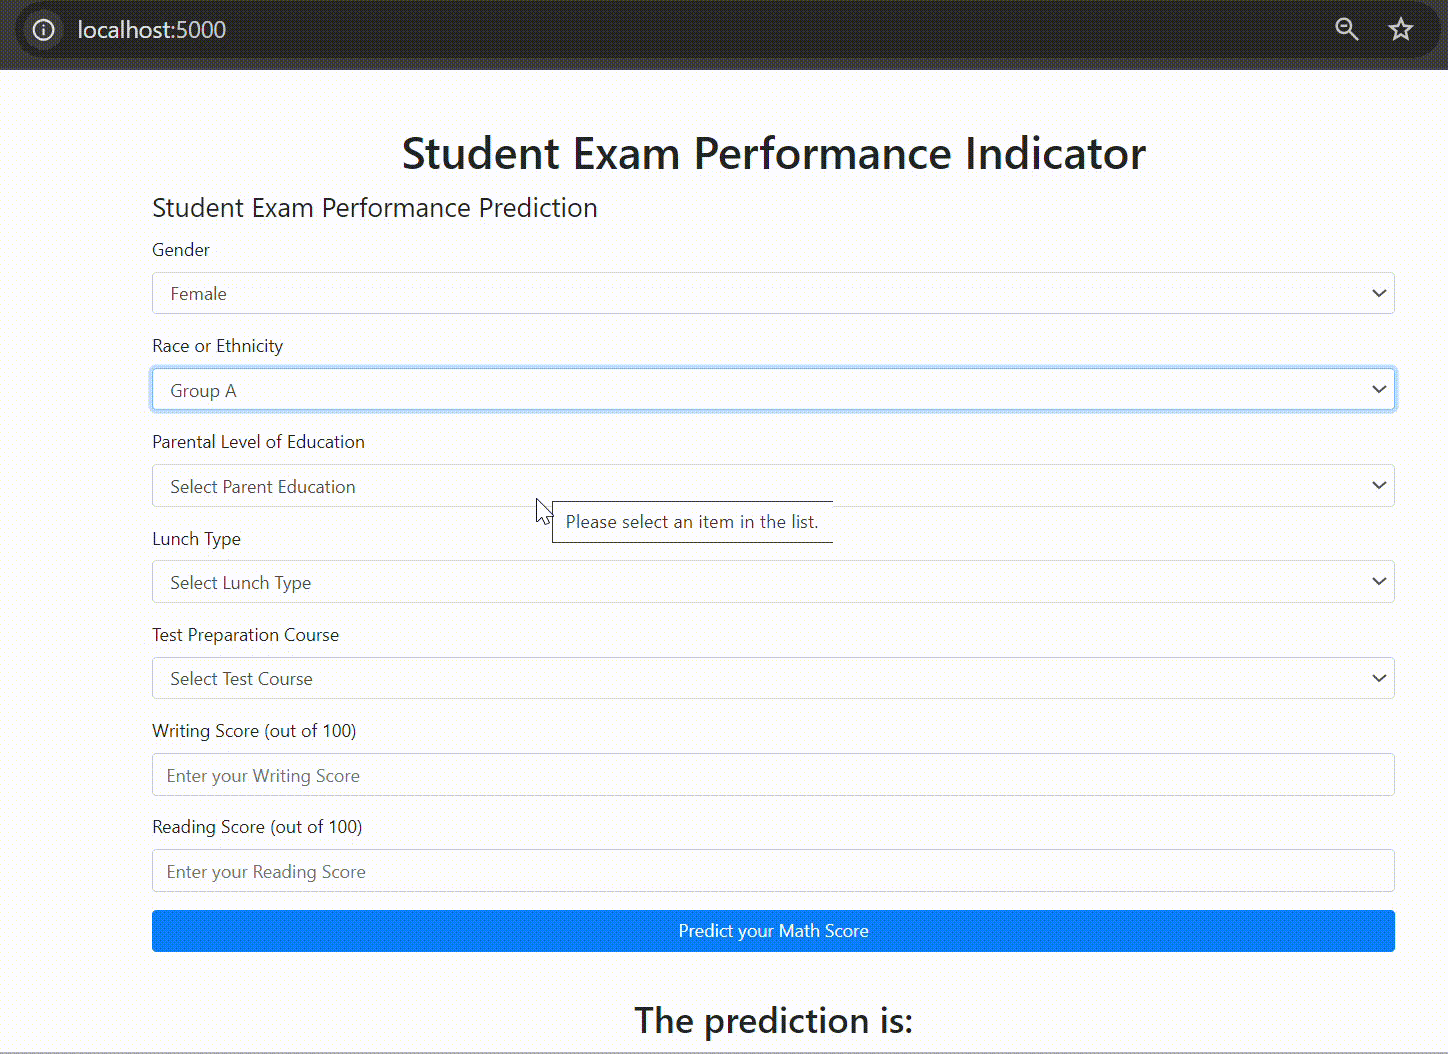 localhost:5000
Student Exam Performance Indicator
Student Exam Performance Prediction
Gender
Female
Race or Ethnicity
Group A
Parental Level of Education
Select Parent Education
Please select an item in the list.
Lunch Type
Select Lunch Type
Test Preparation Course
Select Test Course
Writing Score (out of 100)
Enter your Writing Score
Reading Score (out of 100)
Enter your Reading Score
Predict your Math Score
The prediction is: